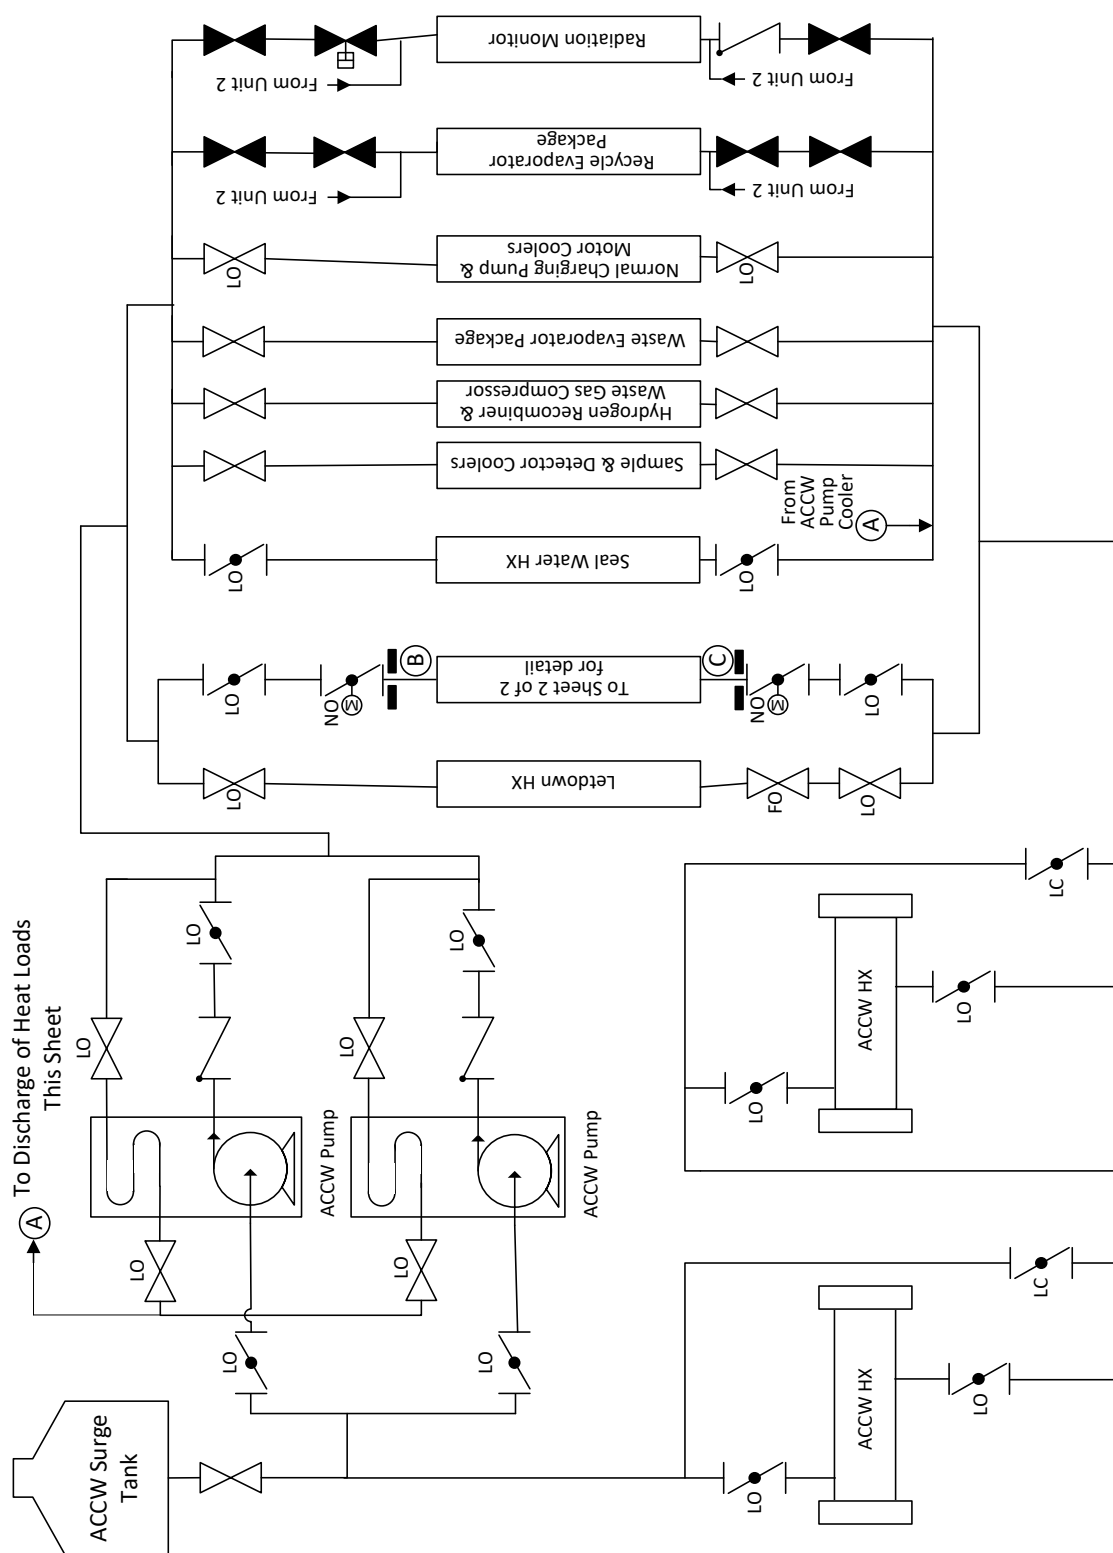 Radiation Monitor
From Unit 2
From Unit 2
Recycle Evaporator
Package
From Unit 2
From Unit 2
Normal Charging Pump &
Motor Coolers
LO
LO
Waste Evaporator Package
Hydrogen Recombiner &
Waste Gas Compressor
Sample & Detector Coolers
From
ACCW
Pump
Cooler
A
Seal Water HX
LO
LO
To Sheet 2 of 2
for detail
LO
NO
M
B
C
NO
M
LO
Letdown HX
LO
FO
LO
To Discharge of Heat Loads
This Sheet
A
LO
LO
LO
ACCW Pump
LO
LO
LO
LO
ACCW Pump
LO
LO
ACCW Surge
Tank
LC
ACCW HX
LO
LO
LC
ACCW HX
LO
LO